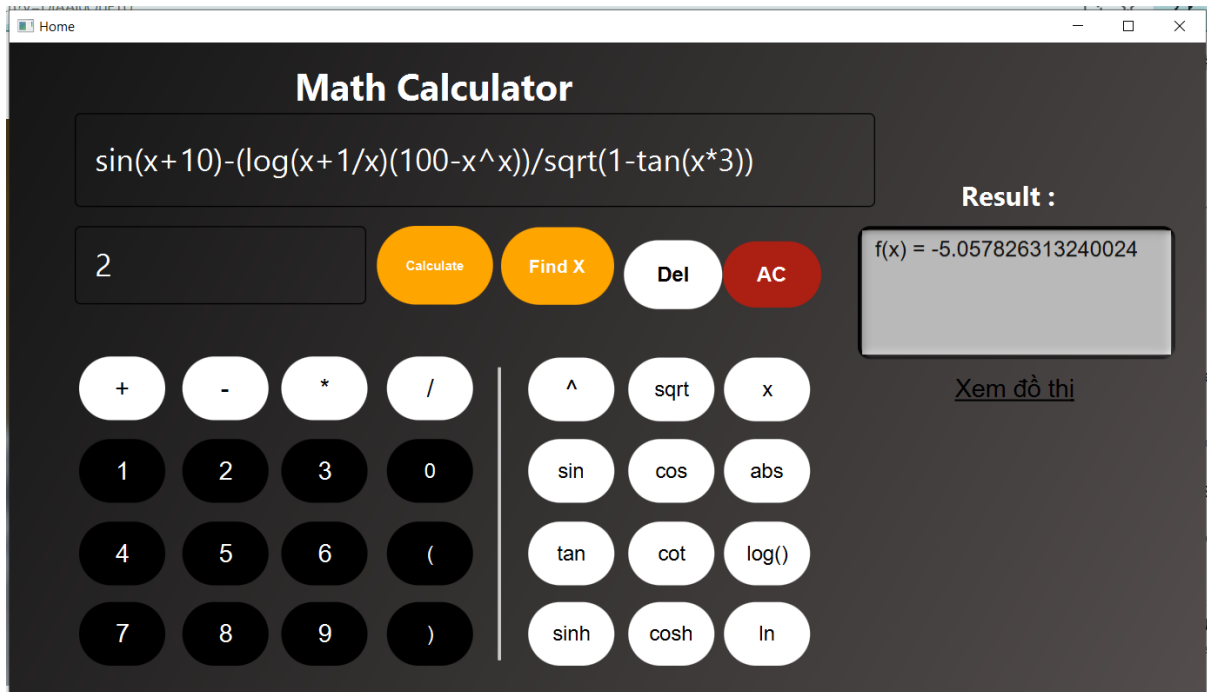 Home
Math Calculator
sin(x+10)-(log(x+1/x)(100-x^x))/sqrt(1-tan(x*3))
Result :
f(x) = -5.057826313240024
2
Calculate
Find X
Del
AC
Xem đồ thị
+ - * / ^ sqrt x
1 2 3 0 sin cos abs
4 5 6 ( tan cot log()
7 8 9 ) sinh cosh ln